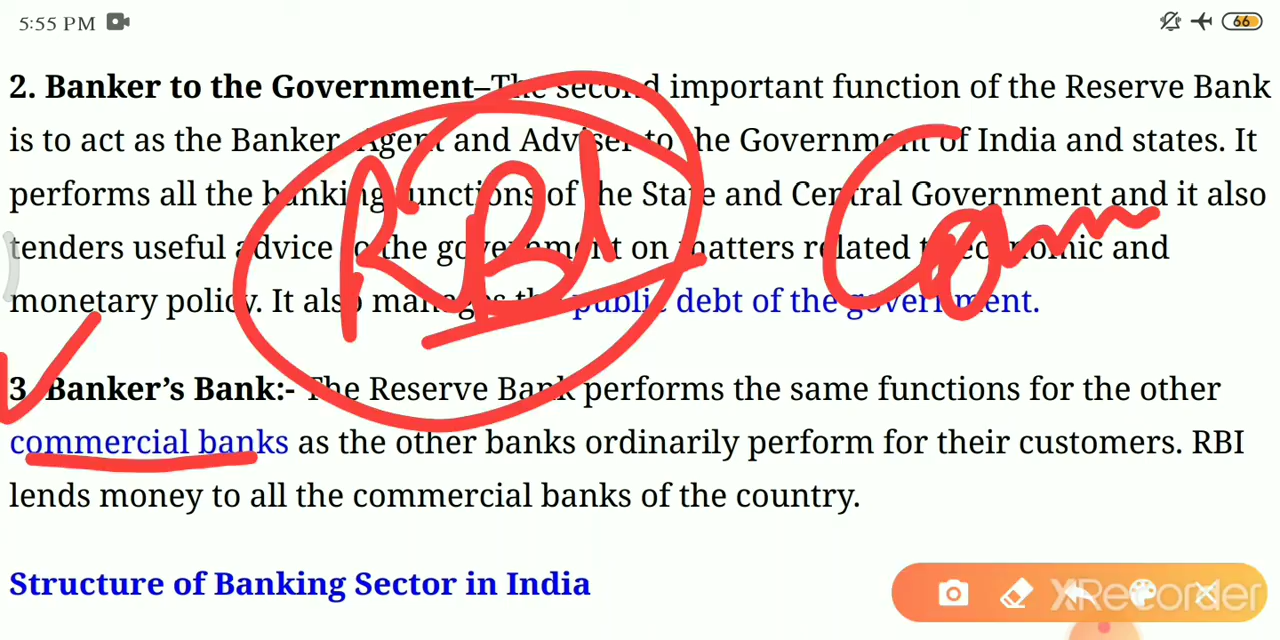 5:55 PM
66
2. Banker to the Government–The second important function of the Reserve Bank
is to act as the Banker, Agent and Adviser to the Government of India and states. It
performs all the banking functions of the State and Central Government and it also
tenders useful advice to the government on matters related to economic and
monetary policy. It also manages the public debt of the government.
RBI
Com
3. Banker’s Bank:- The Reserve Bank performs the same functions for the other
commercial banks as the other banks ordinarily perform for their customers. RBI
lends money to all the commercial banks of the country.
Structure of Banking Sector in India
XRecorder